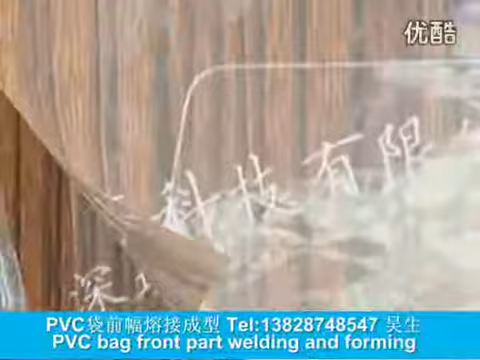 优酷
科技有限
深
PVC袋前幅熔接成型 Tel:13828748547 吴生
PVC bag front part welding and forming